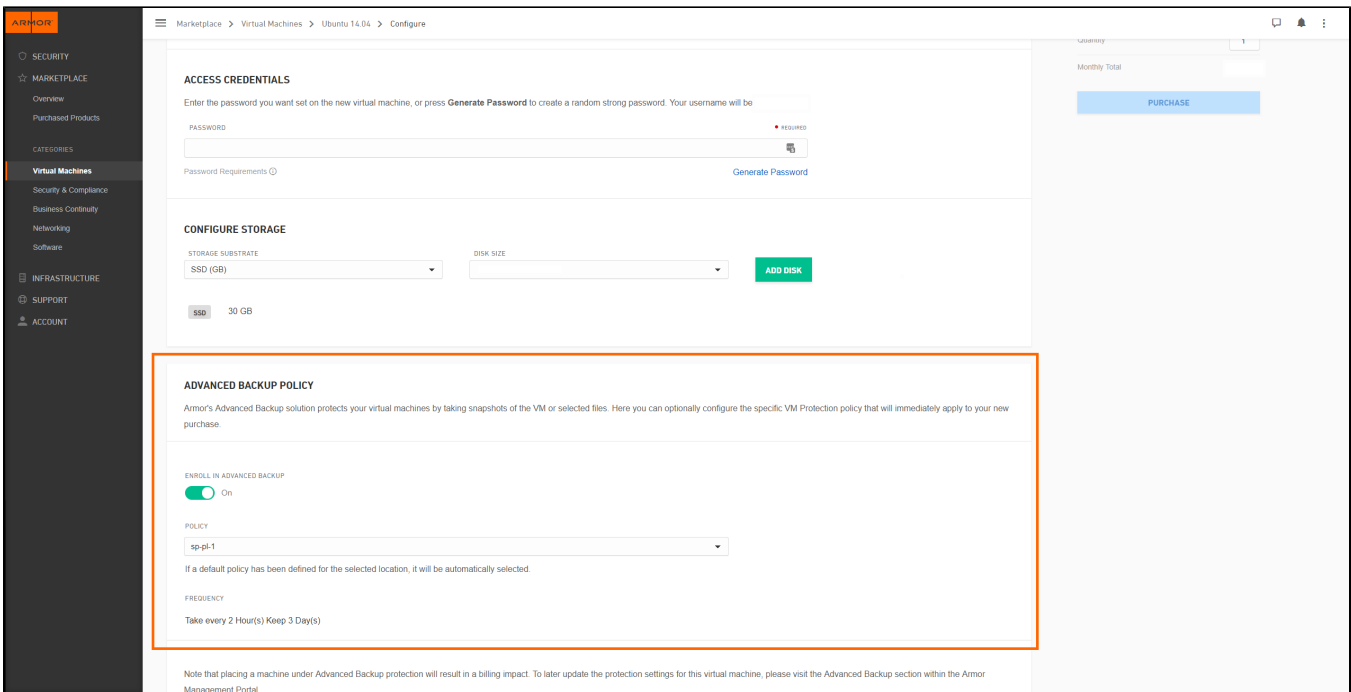 ARMOR
Marketplace > Virtual Machines > Ubuntu 14.04 > Configure
SECURITY
MARKETPLACE
Overview
Purchased Products
CATEGORIES
Virtual Machines
Security & Compliance
Business Continuity
Networking
Software
INFRASTRUCTURE
SUPPORT
ACCOUNT
ACCESS CREDENTIALS
Enter the password you want set on the new virtual machine, or press Generate Password to create a random strong password. Your username will be
PASSWORD
REQUIRED
Password Requirements
Generate Password
CONFIGURE STORAGE
STORAGE SUBSTRATE
DISK SIZE
SSD (GB)
ADD DISK
SSD
30 GB
ADVANCED BACKUP POLICY
Armor's Advanced Backup solution protects your virtual machines by taking snapshots of the VM or selected files. Here you can optionally configure the specific VM Protection policy that will immediately apply to your new
purchase.
ENROLL IN ADVANCED BACKUP
On
POLICY
sp-pl-1
If a default policy has been defined for the selected location, it will be automatically selected.
FREQUENCY
Take every 2 Hour(s) Keep 3 Day(s)
Note that placing a machine under Advanced Backup protection will result in a billing impact. To later update the protection settings for this virtual machine, please visit the Advanced Backup section within the Armor
Management Portal.
Quantity
1
Monthly Total
PURCHASE